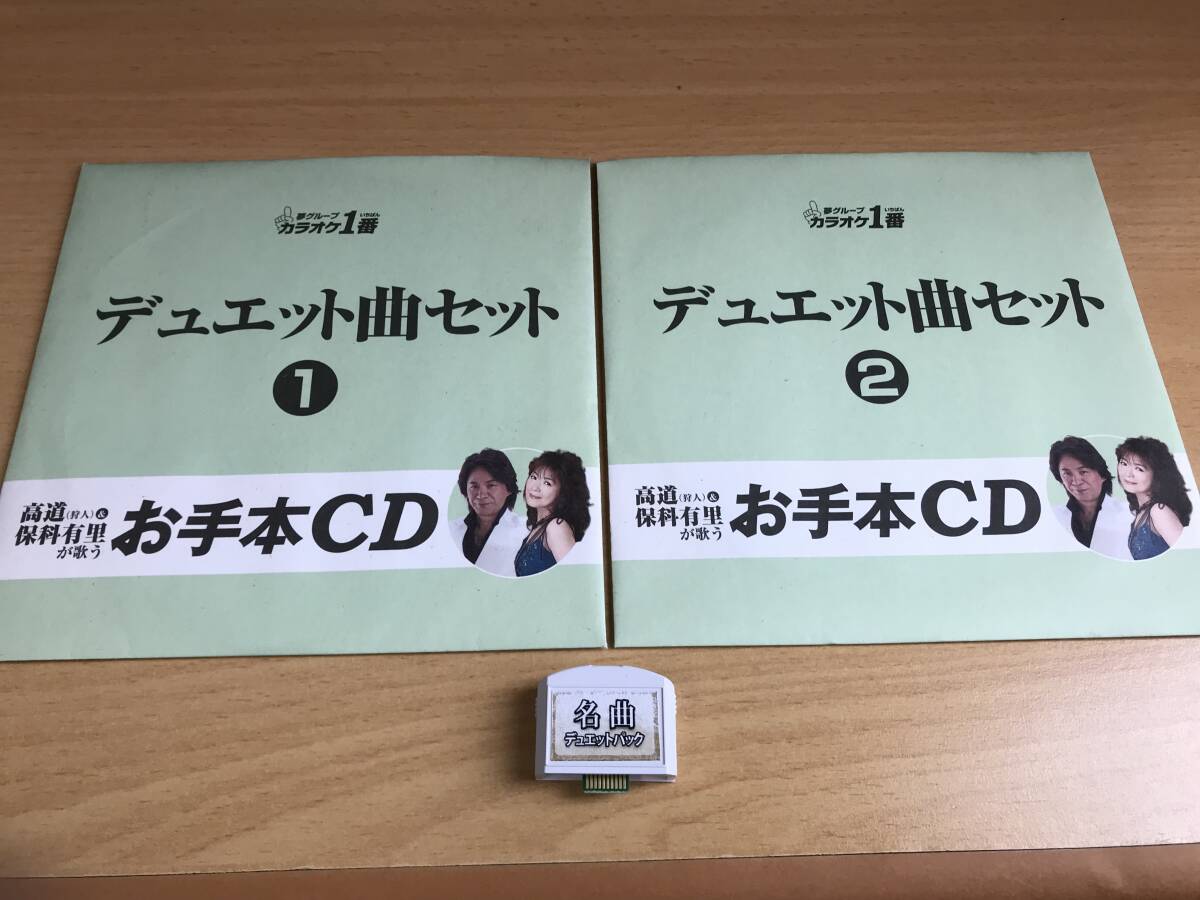 夢グループ
いちばん
カラオケ1番
デュエット曲セット
1
高道(狩人)&
保科有里
が歌う
お手本CD
夢グループ
いちばん
カラオケ1番
デュエット曲セット
2
高道(狩人)&
保科有里
が歌う
お手本CD
名曲
デュエットパック